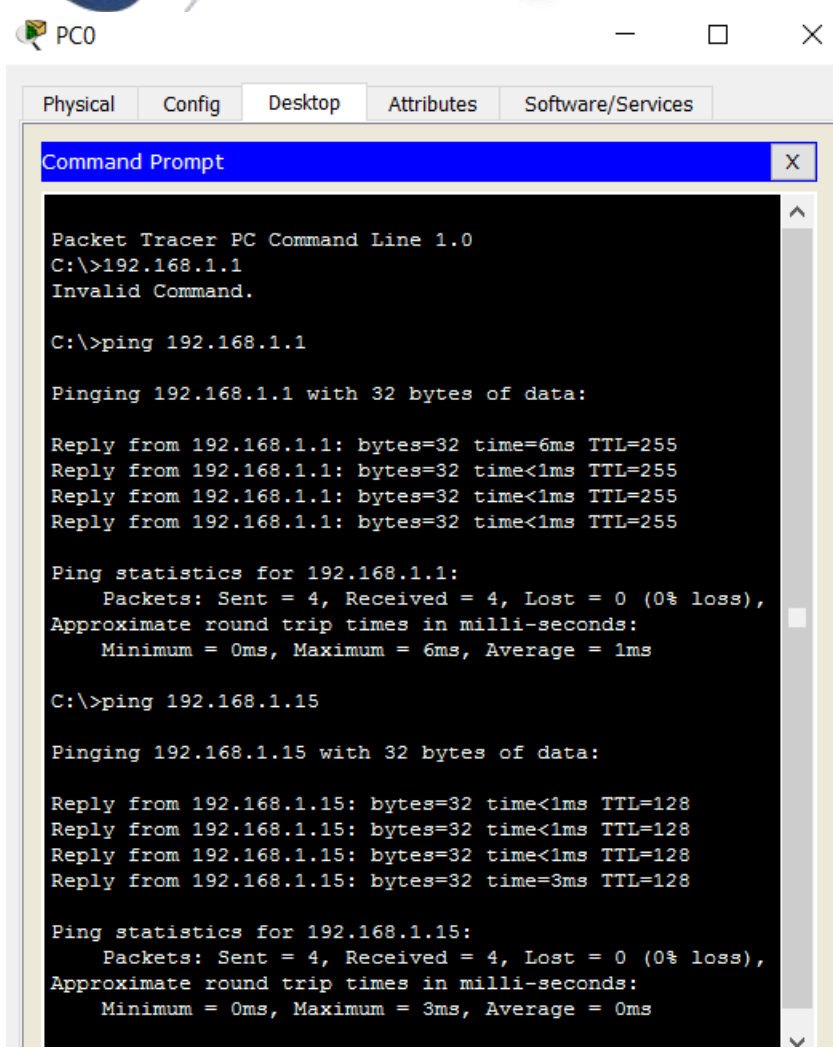 PC0
Physical Config Desktop Attributes Software/Services
Command Prompt X
Packet Tracer PC Command Line 1.0
C:\>192.168.1.1
Invalid Command.
C:\>ping 192.168.1.1
Pinging 192.168.1.1 with 32 bytes of data:
Reply from 192.168.1.1: bytes=32 time=6ms TTL=255
Reply from 192.168.1.1: bytes=32 time<1ms TTL=255
Reply from 192.168.1.1: bytes=32 time<1ms TTL=255
Reply from 192.168.1.1: bytes=32 time<1ms TTL=255
Ping statistics for 192.168.1.1:
Packets: Sent = 4, Received = 4, Lost = 0 (0% loss),
Approximate round trip times in milli-seconds:
Minimum = 0ms, Maximum = 6ms, Average = 1ms
C:\>ping 192.168.1.15
Pinging 192.168.1.15 with 32 bytes of data:
Reply from 192.168.1.15: bytes=32 time<1ms TTL=128
Reply from 192.168.1.15: bytes=32 time<1ms TTL=128
Reply from 192.168.1.15: bytes=32 time<1ms TTL=128
Reply from 192.168.1.15: bytes=32 time=3ms TTL=128
Ping statistics for 192.168.1.15:
Packets: Sent = 4, Received = 4, Lost = 0 (0% loss),
Approximate round trip times in milli-seconds:
Minimum = 0ms, Maximum = 3ms, Average = 0ms